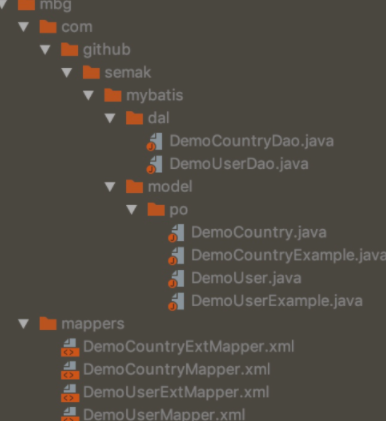 mbg
com
github
semak
mybatis
dal
DemoCountryDao.java
DemoUserDao.java
model
po
DemoCountry.java
DemoCountryExample.java
DemoUser.java
DemoUserExample.java
mappers
DemoCountryExtMapper.xml
DemoCountryMapper.xml
DemoUserExtMapper.xml
DemoUserMapper.xml